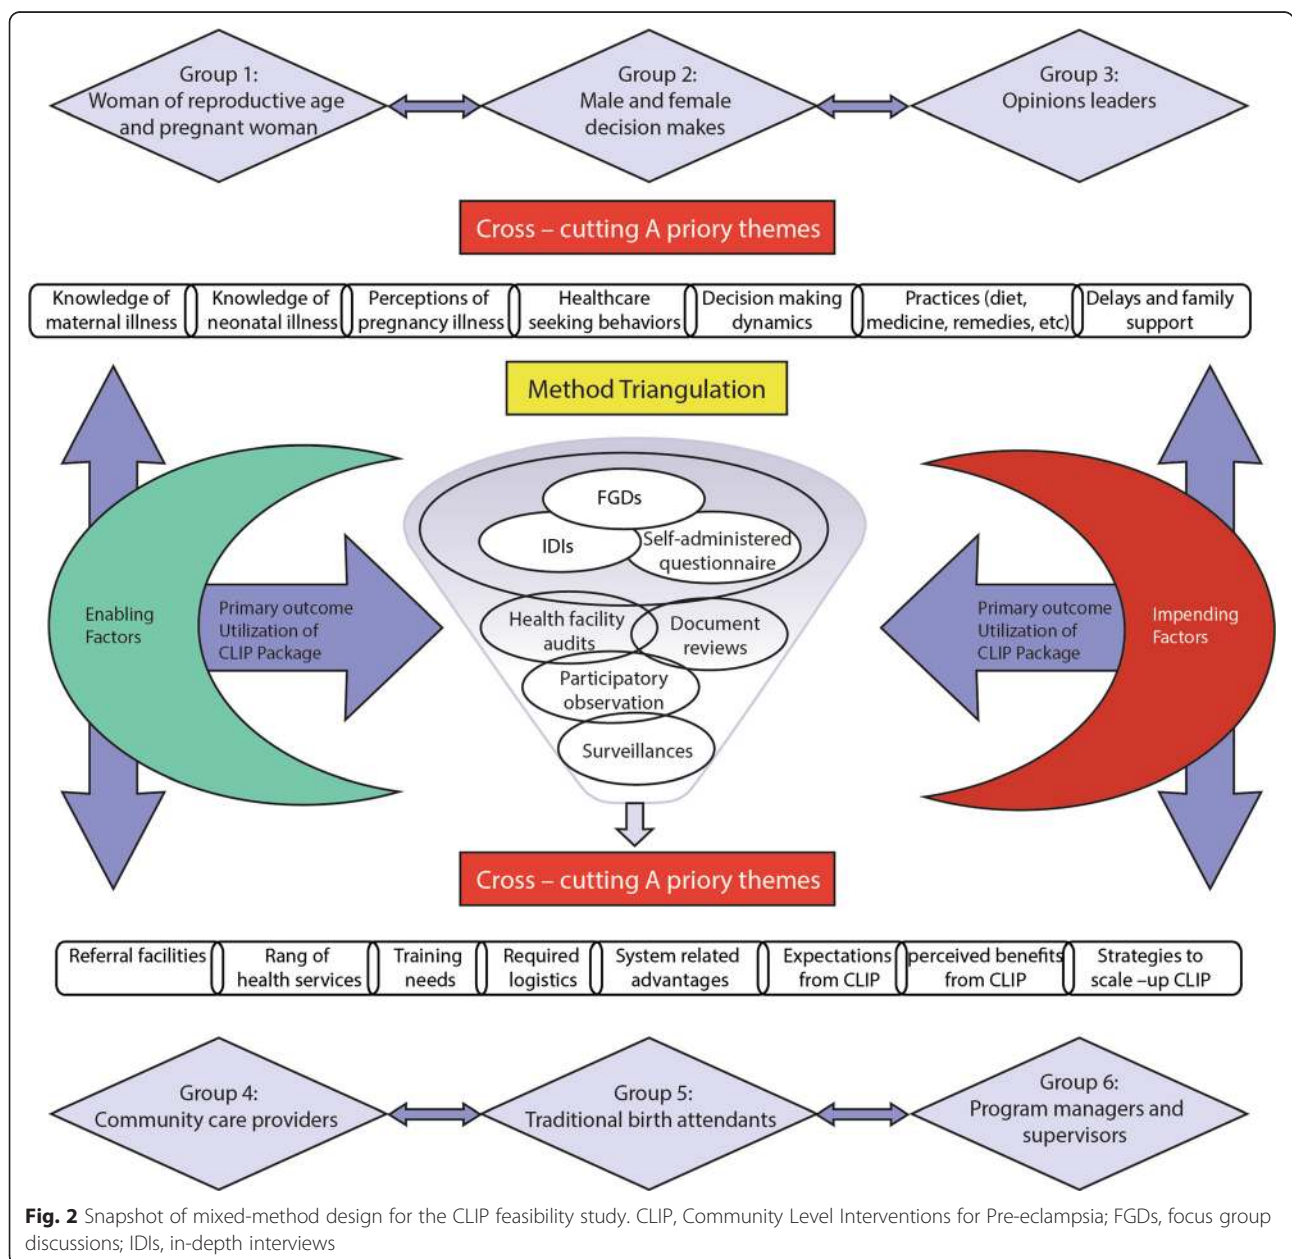 Group 1:
Woman of reproductive age
and pregnant woman
Group 2:
Male and female
decision makes
Group 3:
Opinions leaders
Cross – cutting A priory themes
Knowledge of
maternal illness
Knowledge of
neonatal illness
Perceptions of
pregnancy illness
Healthcare
seeking behaviors
Decision making
dynamics
Practices (diet,
medicine, remedies, etc)
Delays and family
support
Method Triangulation
Enabling
Factors
Primary outcome
Utilization of
CLIP Package
FGDs
IDIs
Self-administered
questionnaire
Health facility
audits
Document
reviews
Participatory
observation
Surveillances
Primary outcome
Utilization of
CLIP Package
Impending
Factors
Cross – cutting A priory themes
Referral facilities
Rang of
health services
Training
needs
Required
logistics
System related
advantages
Expectations
from CLIP
perceived benefits
from CLIP
Strategies to
scale –up CLIP
Group 4:
Community care providers
Group 5:
Traditional birth attendants
Group 6:
Program managers and
supervisors
Fig. 2 Snapshot of mixed-method design for the CLIP feasibility study. CLIP, Community Level Interventions for Pre-eclampsia; FGDs, focus group
discussions; IDIs, in-depth interviews